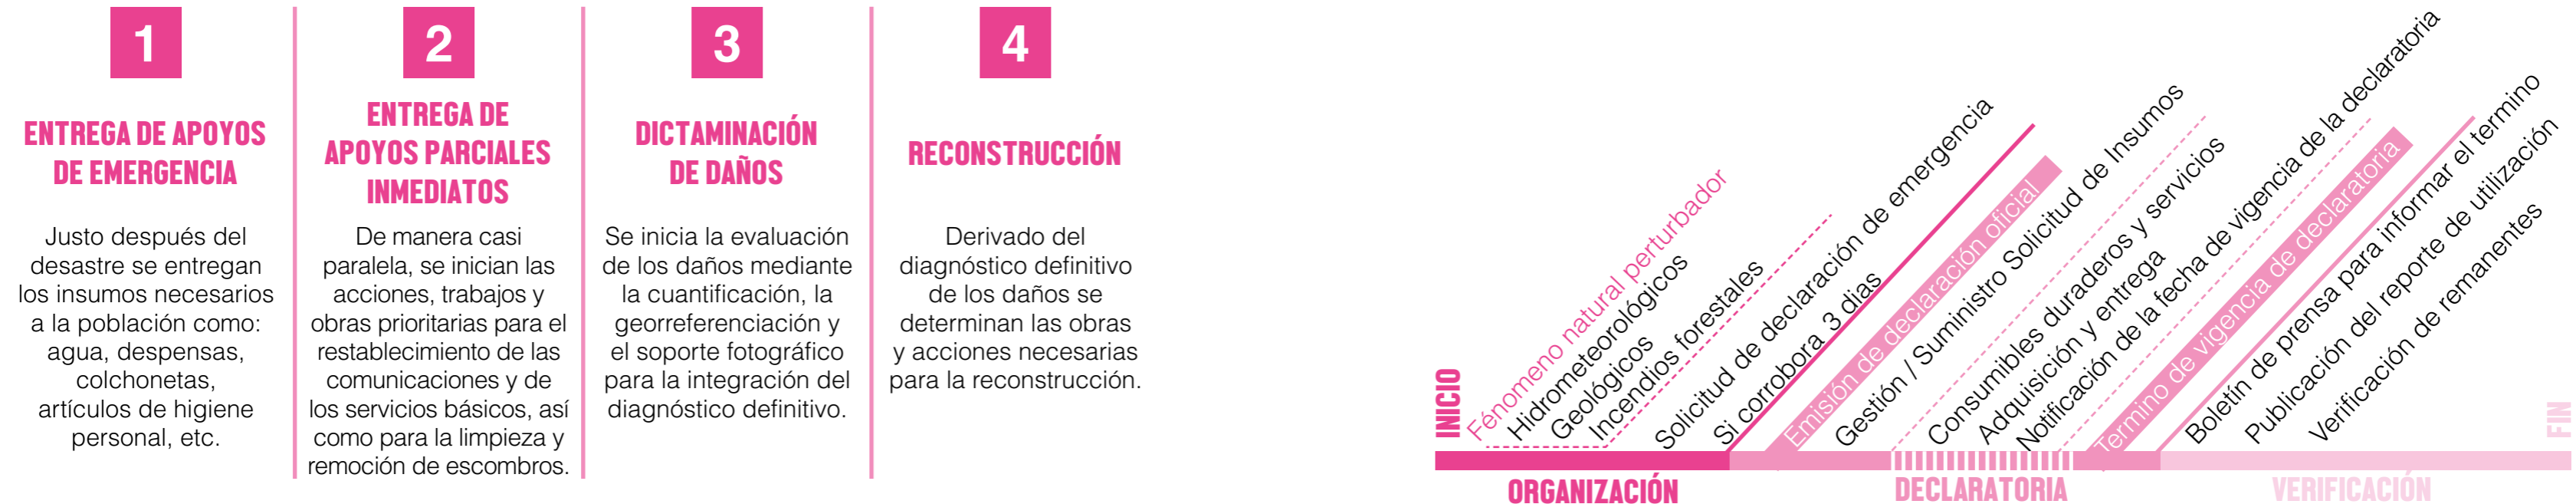 1
ENTREGA DE APOYOS
DE EMERGENCIA
Justo después del
desastre se entregan
los insumos necesarios
a la población como:
agua, despensas,
colchonetas,
artículos de higiene
personal, etc.
2
ENTREGA DE
APOYOS PARCIALES
INMEDIATOS
De manera casi
paralela, se inician las
acciones, trabajos y
obras prioritarias para el
restablecimiento de las
comunicaciones y de
los servicios básicos, así
como para la limpieza y
remoción de escombros.
3
DICTAMINACIÓN
DE DAÑOS
Se inicia la evaluación
de los daños mediante
la cuantificación, la
georreferenciación y
el soporte fotográfico
para la integración del
diagnóstico definitivo.
4
RECONSTRUCCIÓN
Derivado del
diagnóstico definitivo
de los daños se
determinan las obras
y acciones necesarias
para la reconstrucción.
INICIO
Fénomeno natural perturbador
Hidrometeorológicos
Geológicos
Incendios forestales
Solicitud de declaración de emergencia
Si corrobora 3 dias
Emisión de declaración oficial
Gestión / Suministro Solicitud de Insumos
Consumibles duraderos y servicios
Adquisición y entrega
Notificación de la fecha de vigencia de la declaratoria
Termino de vigencia de declaratoria
Boletín de prensa para informar el termino
Publicación del reporte de utilización
Verificación de remanentes
FIN
ORGANIZACIÓN
DECLARATORIA
VERIFICACIÓN